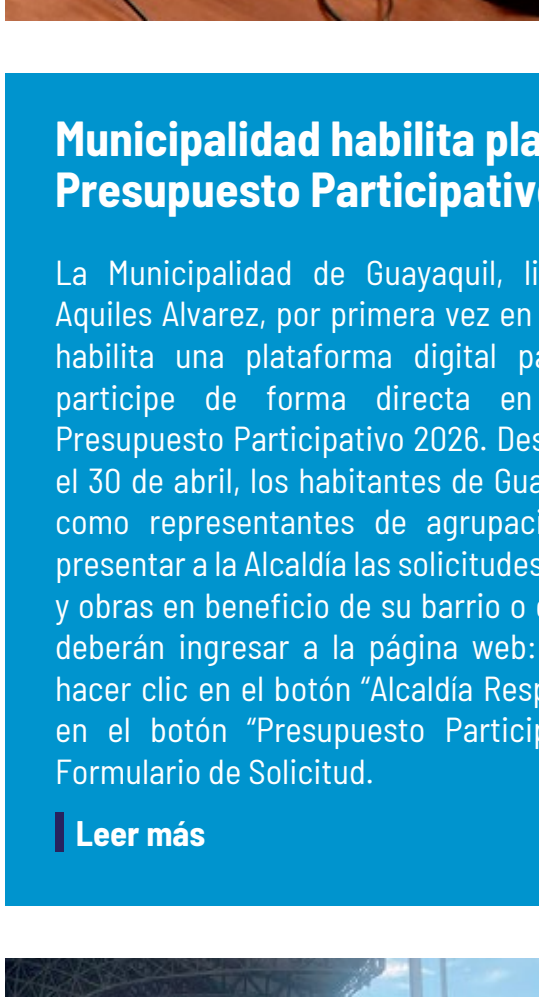 Municipalidad habilita pla
Presupuesto Participativo
La Municipalidad de Guayaquil, li
Aquiles Alvarez, por primera vez en
habilita una plataforma digital pa
participe de forma directa en
Presupuesto Participativo 2026. Des
el 30 de abril, los habitantes de Gua
como representantes de agrupaci
presentar a la Alcaldía las solicitudes
y obras en beneficio de su barrio o
deberán ingresar a la página web:
hacer clic en el botón “Alcaldía Resp
en el botón “Presupuesto Particip
Formulario de Solicitud.
Leer más